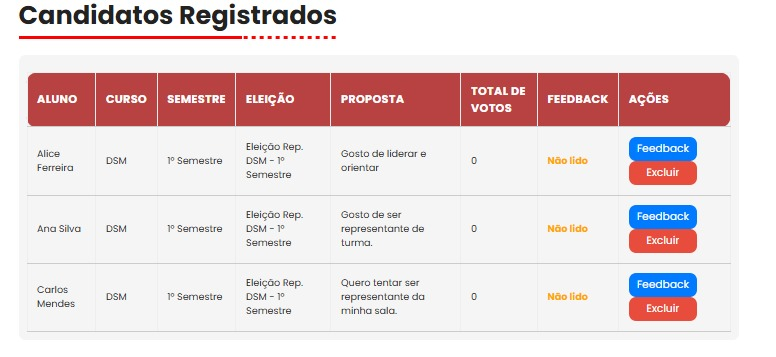 Candidatos Registrados
ALUNO CURSO SEMESTRE ELEIÇÃO PROPOSTA TOTAL DE VOTOS FEEDBACK AÇÕES
Alice Ferreira DSM 1º Semestre Eleição Rep. DSM - 1º Semestre Gosto de liderar e orientar 0 Não lido Feedback Excluir
Ana Silva DSM 1º Semestre Eleição Rep. DSM - 1º Semestre Gosto de ser representante de turma. 0 Não lido Feedback Excluir
Carlos Mendes DSM 1º Semestre Eleição Rep. DSM - 1º Semestre Quero tentar ser representante da minha sala. 0 Não lido Feedback Excluir